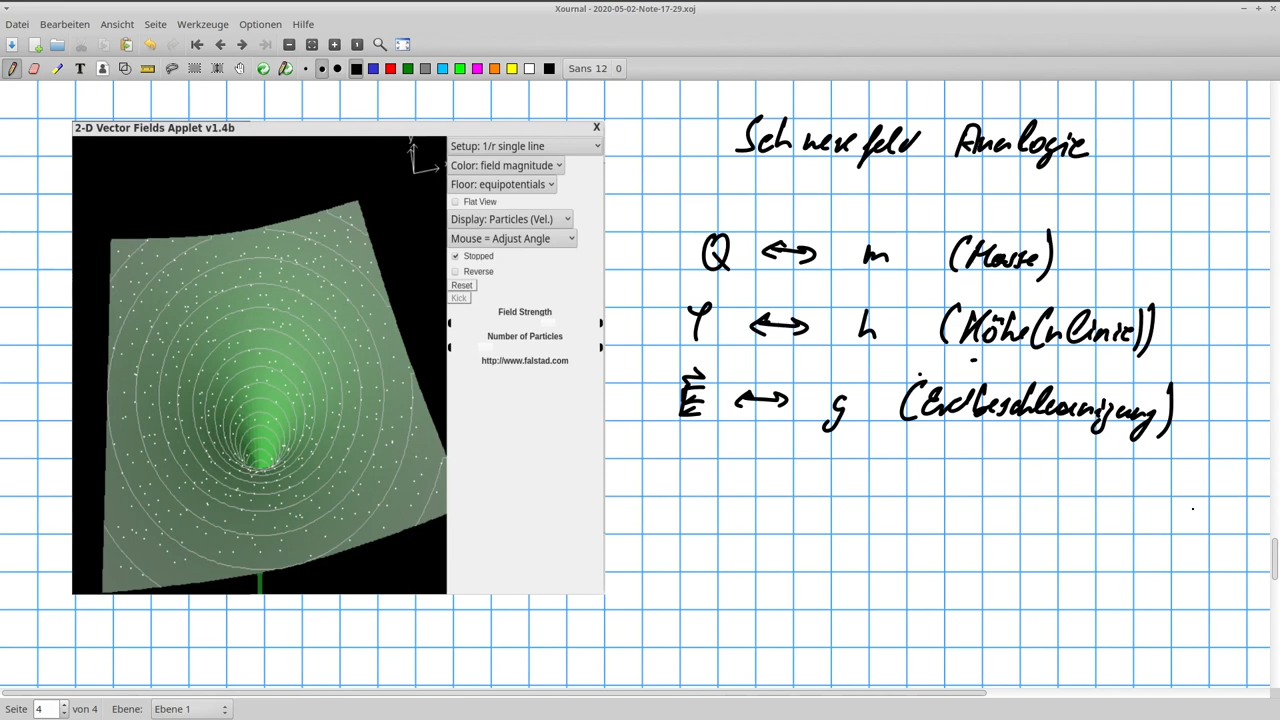 Xournal - 2020-05-02-Note-17-29.xoj
Datei Bearbeiten Ansicht Seite Werkzeuge Optionen Hilfe
Sans 12 0
2-D Vector Fields Applet v1.4b X
Setup: 1/r single line
Color: field magnitude
Floor: equipotentials
Flat View
Display: Particles (Vel.)
Mouse = Adjust Angle
Stopped
Reverse
Reset
Kick
Field Strength
Number of Particles
http://www.falstad.com
Schwerefeld Analogie
Q ↔ m (Masse)
φ ↔ h (Höhe(nlinie))
E⃗ ↔ g (Erdbeschleunigung)
Seite 4 von 4 Ebene: Ebene 1